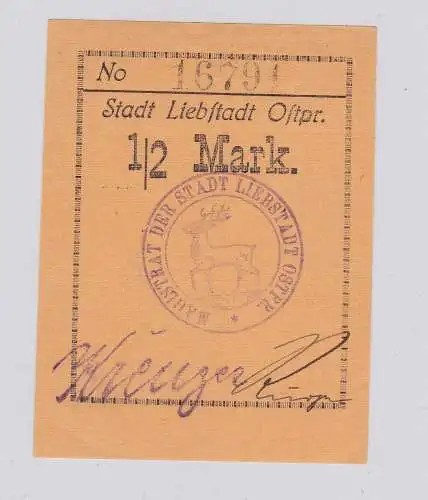 No 16791
Stadt Liebſtadt Oſtpr.
1/2 Mark.
MAGISTRAT DER STADT LIEBSTADT OSTPR. *